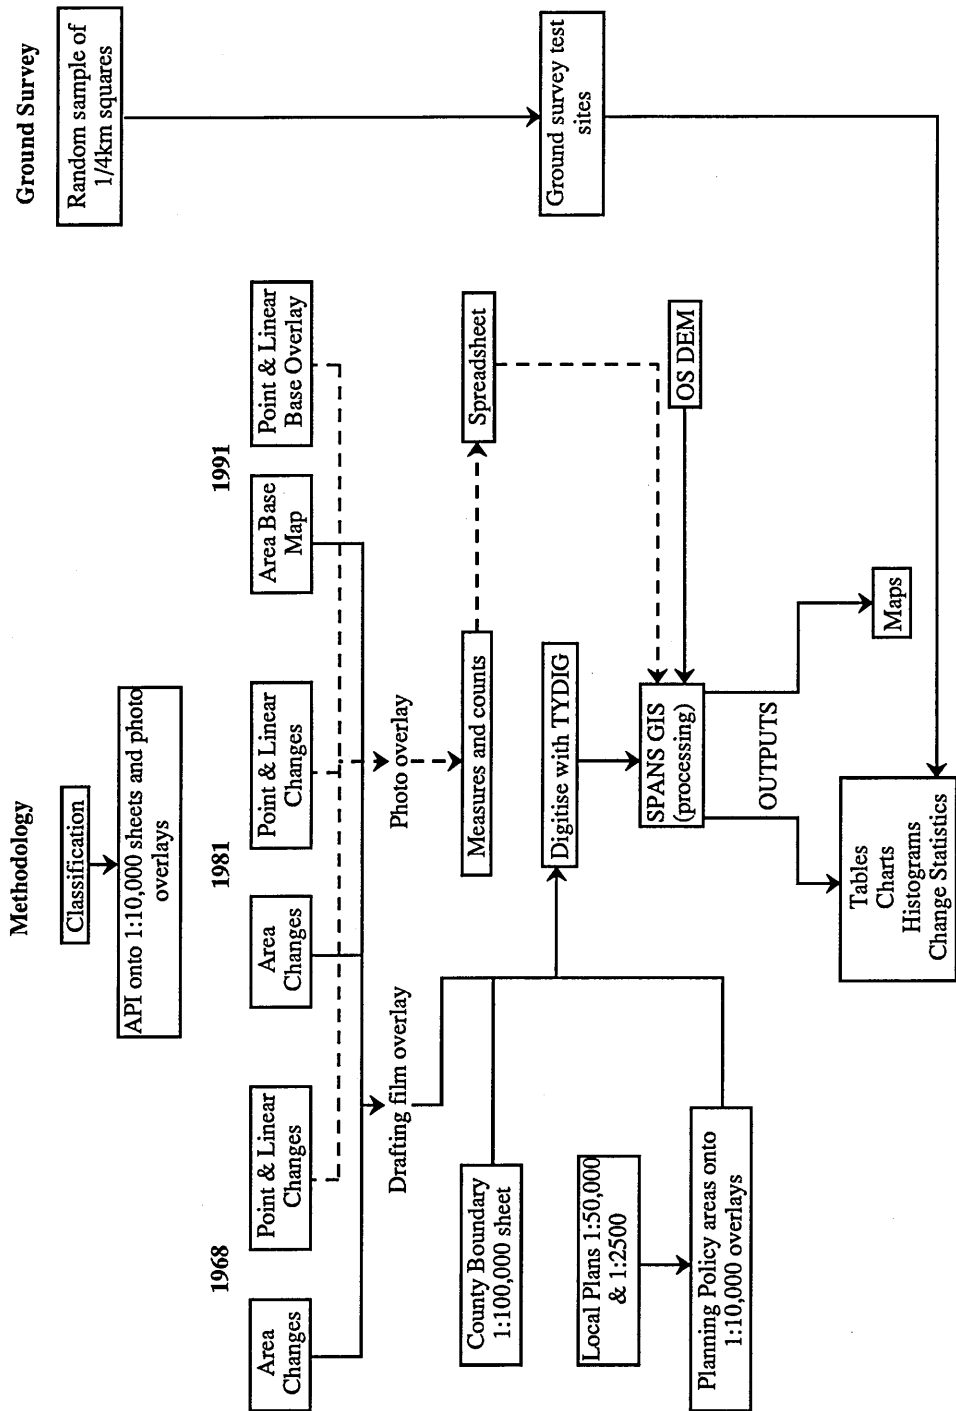 Methodology
Ground Survey
Classification
Random sample of
1/4km squares
API onto 1:10,000 sheets and photo
overlays
1968
1981
1991
Area
Changes
Point & Linear
Changes
Area
Changes
Point & Linear
Changes
Area Base
Map
Point & Linear
Base Overlay
Drafting film overlay
Photo overlay
County Boundary
1:100,000 sheet
Measures and counts
Spreadsheet
Ground survey test
sites
Digitise with TYDIG
Local Plans 1:50,000
& 1:2500
SPANS GIS
(processing)
OS DEM
Planning Policy areas onto
1:10,000 overlays
OUTPUTS
Tables
Charts
Histograms
Change Statistics
Maps